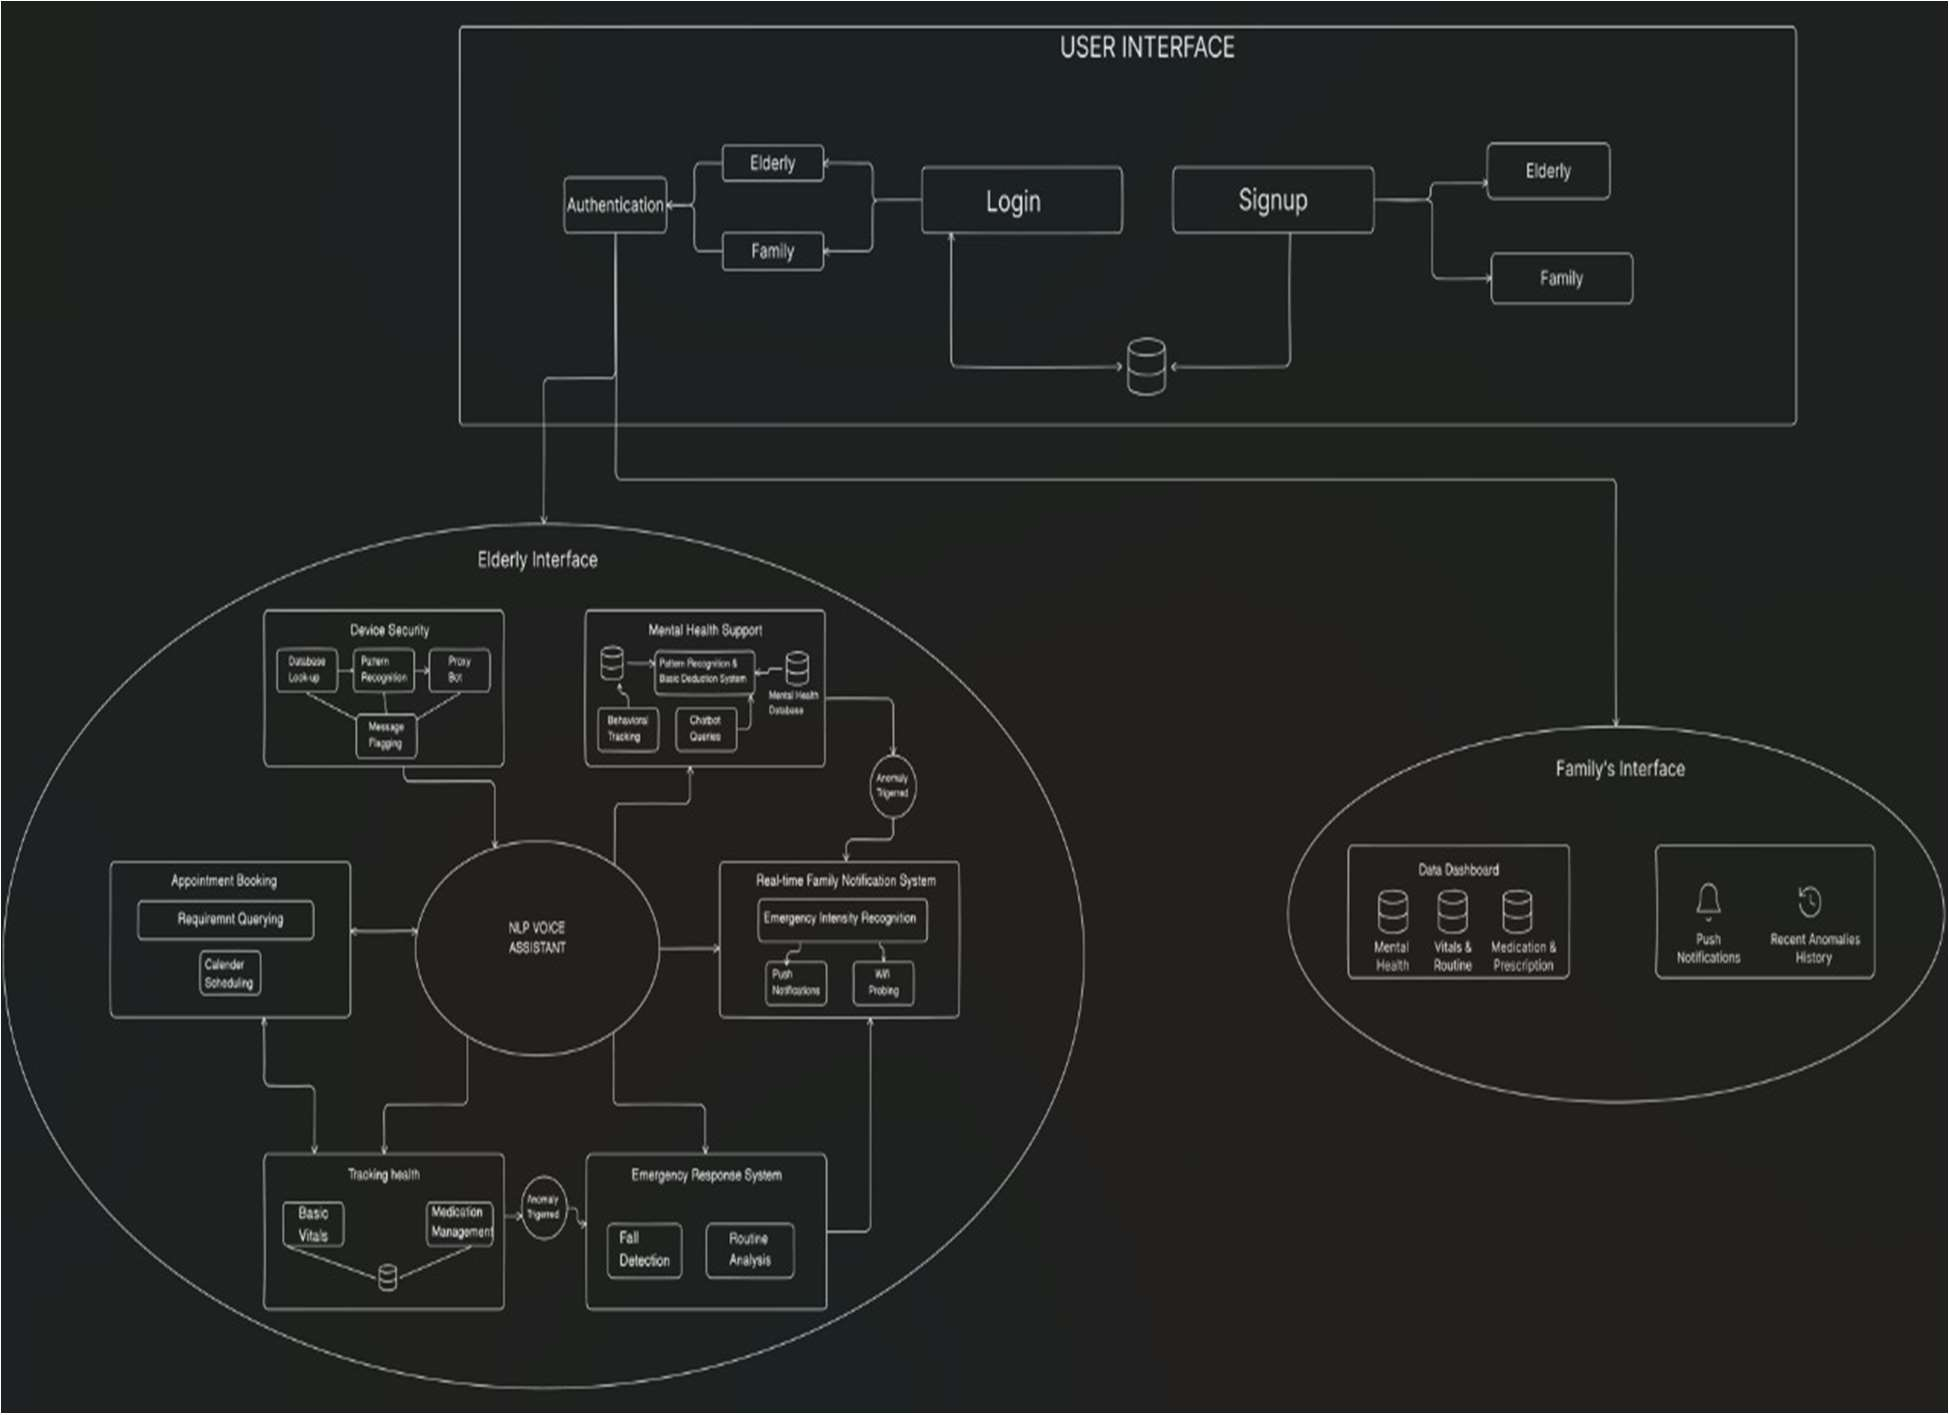 USER INTERFACE
Elderly
Authentication
Family
Login
Signup
Elderly
Family
Elderly Interface
Device Security
Database
Look-up
Pattern
Recognition
Proxy
Bot
Message
Flagging
Mental Health Support
Pattern Recognition &
Basic Deduction System
Mental Health
Database
Behavioral
Tracking
Chatbot
Queries
Anomaly
Trigerred
Appointment Booking
Requiremnt Querying
Calender
Scheduling
NLP VOICE
ASSISTANT
Real-time Family Notification System
Emergency Intensity Recognition
Push
Notifications
Wifi
Probing
Tracking health
Basic
Vitals
Medication
Management
Anomaly
Trigerred
Emergency Response System
Fall
Detection
Routine
Analysis
Family's Interface
Data Dashboard
Mental
Health
Vitals &
Routine
Medication &
Prescription
Push
Notifications
Recent Anomalies
History